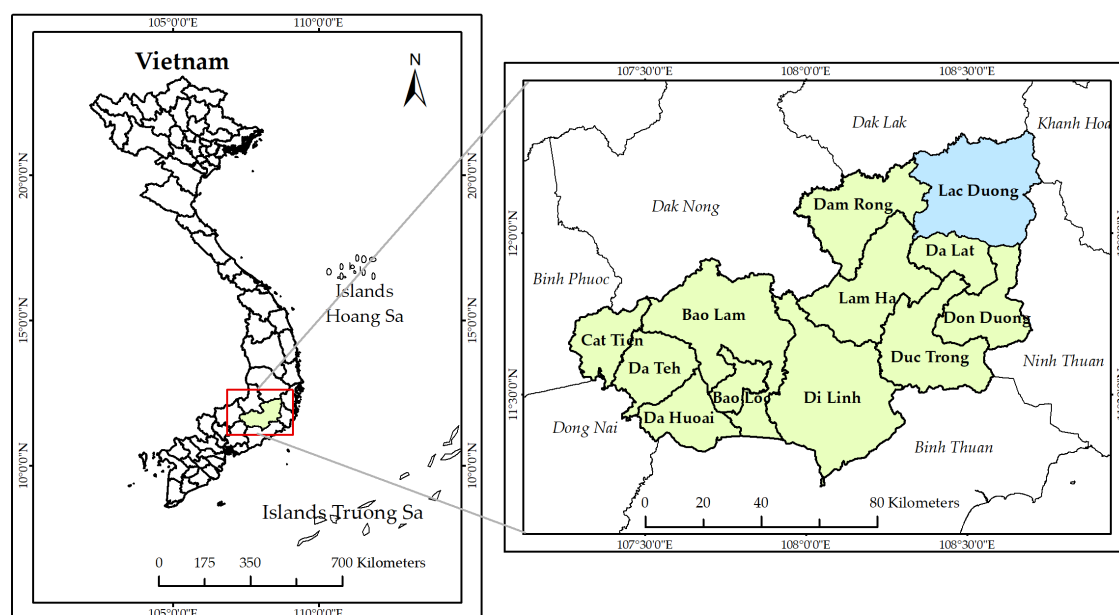 105°0'0"E 110°0'0"E
Vietnam
N
20°0'0"N
20°0'0"N
Islands
Hoang Sa
15°0'0"N
15°0'0"N
10°0'0"N
10°0'0"N
Islands Truong Sa
0 175 350 700 Kilometers
105°0'0"E 110°0'0"E
107°30'0"E 108°0'0"E 108°30'0"E
Dak Lak
Khanh Hoa
Lac Duong
Dam Rong
Dak Nong
12°0'0"N
Da Lat
Binh Phuoc
Lam Ha
Bao Lam
Don Duong
Cat Tien
Duc Trong
Ninh Thuan
Da Teh
Bao Loc
Di Linh
11°30'0"N
Da Huoai
Dong Nai
Binh Thuan
0 20 40 80 Kilometers
107°30'0"E 108°0'0"E 108°30'0"E